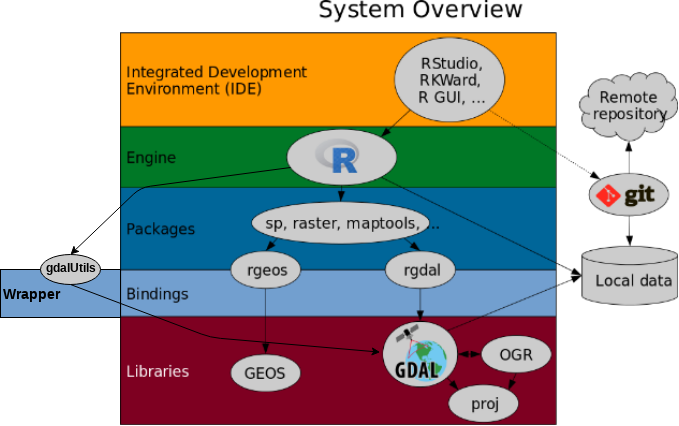 System Overview
Integrated Development
Environment (IDE)
RStudio,
RKWard,
R GUI, ...
Remote
repository
Engine
R
git
Packages
sp, raster, maptools, ...
gdalUtils
rgeos
rgdal
Wrapper
Bindings
Local data
Libraries
GEOS
GDAL
OGR
proj